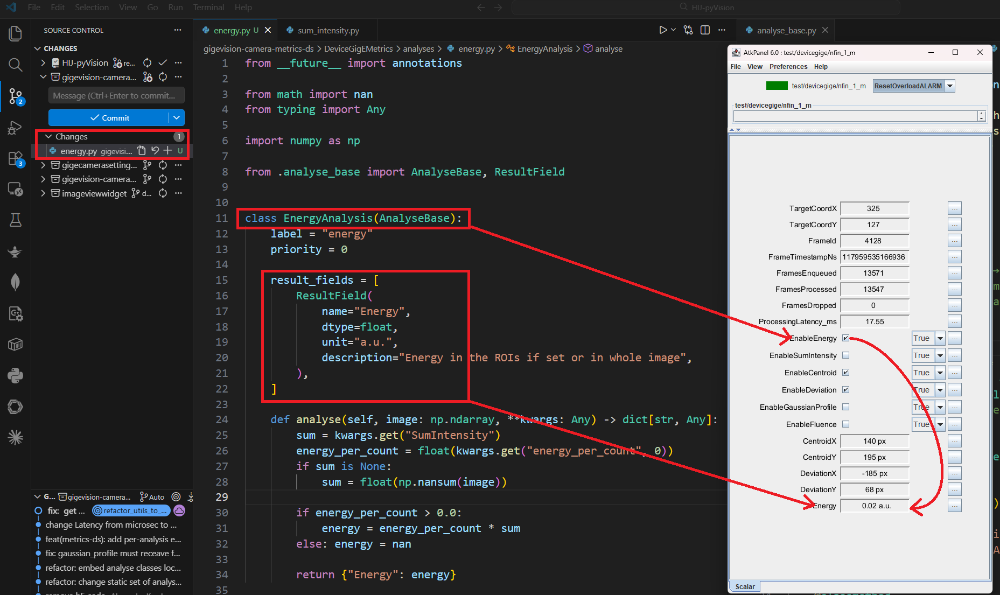 File Edit Selection View Go Run Terminal Help
HIJ-pyVision
SOURCE CONTROL
CHANGES
HIJ-pyVision re...
gigevision-camera...
Message (Ctrl+Enter to commit...
Commit
Changes 1
energy.py gigevisi... U
gigecamerasetting...
gigevision-camera...
imageviewwidget d...
2
3
G... gigevision-camera... Auto
fix: get ... refactor_utils_to_...
change Latency from microsec to ...
feat(metrics-ds): add per-analysis e...
fix: gaussian_profile must receave f...
refactor: embed analyse classes loc...
refactor: change static set of analys...
energy.py U
sum_intensity.py
analyse_base.py
gigevision-camera-metrics-ds > DeviceGigEMetrics > analyses > energy.py > EnergyAnalysis > analyse
1 from __future__ import annotations
2
3 from math import nan
4 from typing import Any
5
6 import numpy as np
7
8 from .analyse_base import AnalyseBase, ResultField
9
10
11 class EnergyAnalysis(AnalyseBase):
12 label = "energy"
13 priority = 0
14
15 result_fields = [
16 ResultField(
17 name="Energy",
18 dtype=float,
19 unit="a.u.",
20 description="Energy in the ROIs if set or in whole image",
21 ),
22 ]
23
24 def analyse(self, image: np.ndarray, **kwargs: Any) -> dict[str, Any]:
25 sum = kwargs.get("SumIntensity")
26 energy_per_count = float(kwargs.get("energy_per_count", 0))
27 if sum is None:
28 sum = float(np.nansum(image))
29
30 if energy_per_count > 0.0:
31 energy = energy_per_count * sum
32 else: energy = nan
33
34 return {"Energy": energy}
35
AtkPanel 6.0 : test/devicegige/nfin_1_m
File View Preferences Help
test/devicegige/nfin_1_m ResetOverloadALARM
test/devicegige/nfin_1_m
TargetCoordX 325 ...
TargetCoordY 127 ...
FrameId 4128 ...
FrameTimestampNs 117959535166936 ...
FramesEnqueued 13571 ...
FramesProcessed 13547 ...
FramesDropped 0 ...
ProcessingLatency_ms 17.55 ...
EnableEnergy True ...
EnableSumIntensity True ...
EnableCentroid True ...
EnableDeviation True ...
EnableGaussianProfile True ...
EnableFluence True ...
CentroidX 140 px ...
CentroidY 195 px ...
DeviationX -185 px ...
DeviationY 68 px ...
Energy 0.02 a.u. ...
Scalar